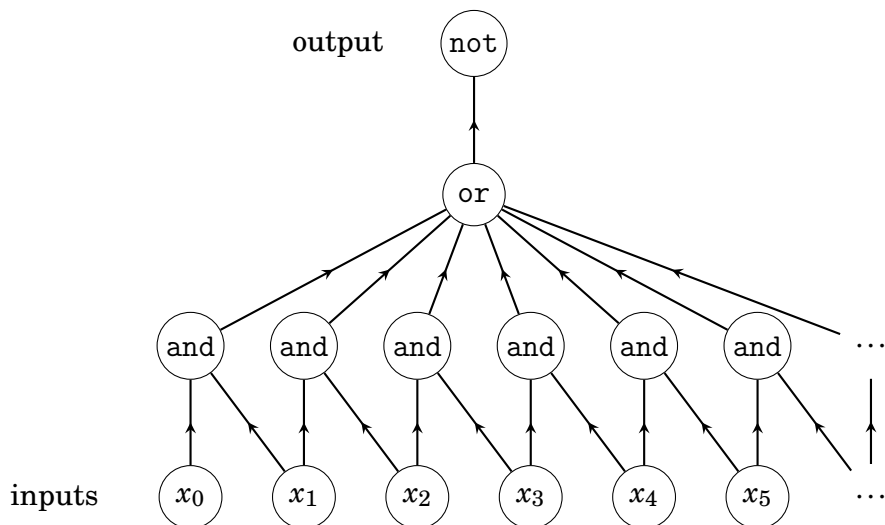 output not
or
and and and and and and ...
inputs x₀ x₁ x₂ x₃ x₄ x₅ ...